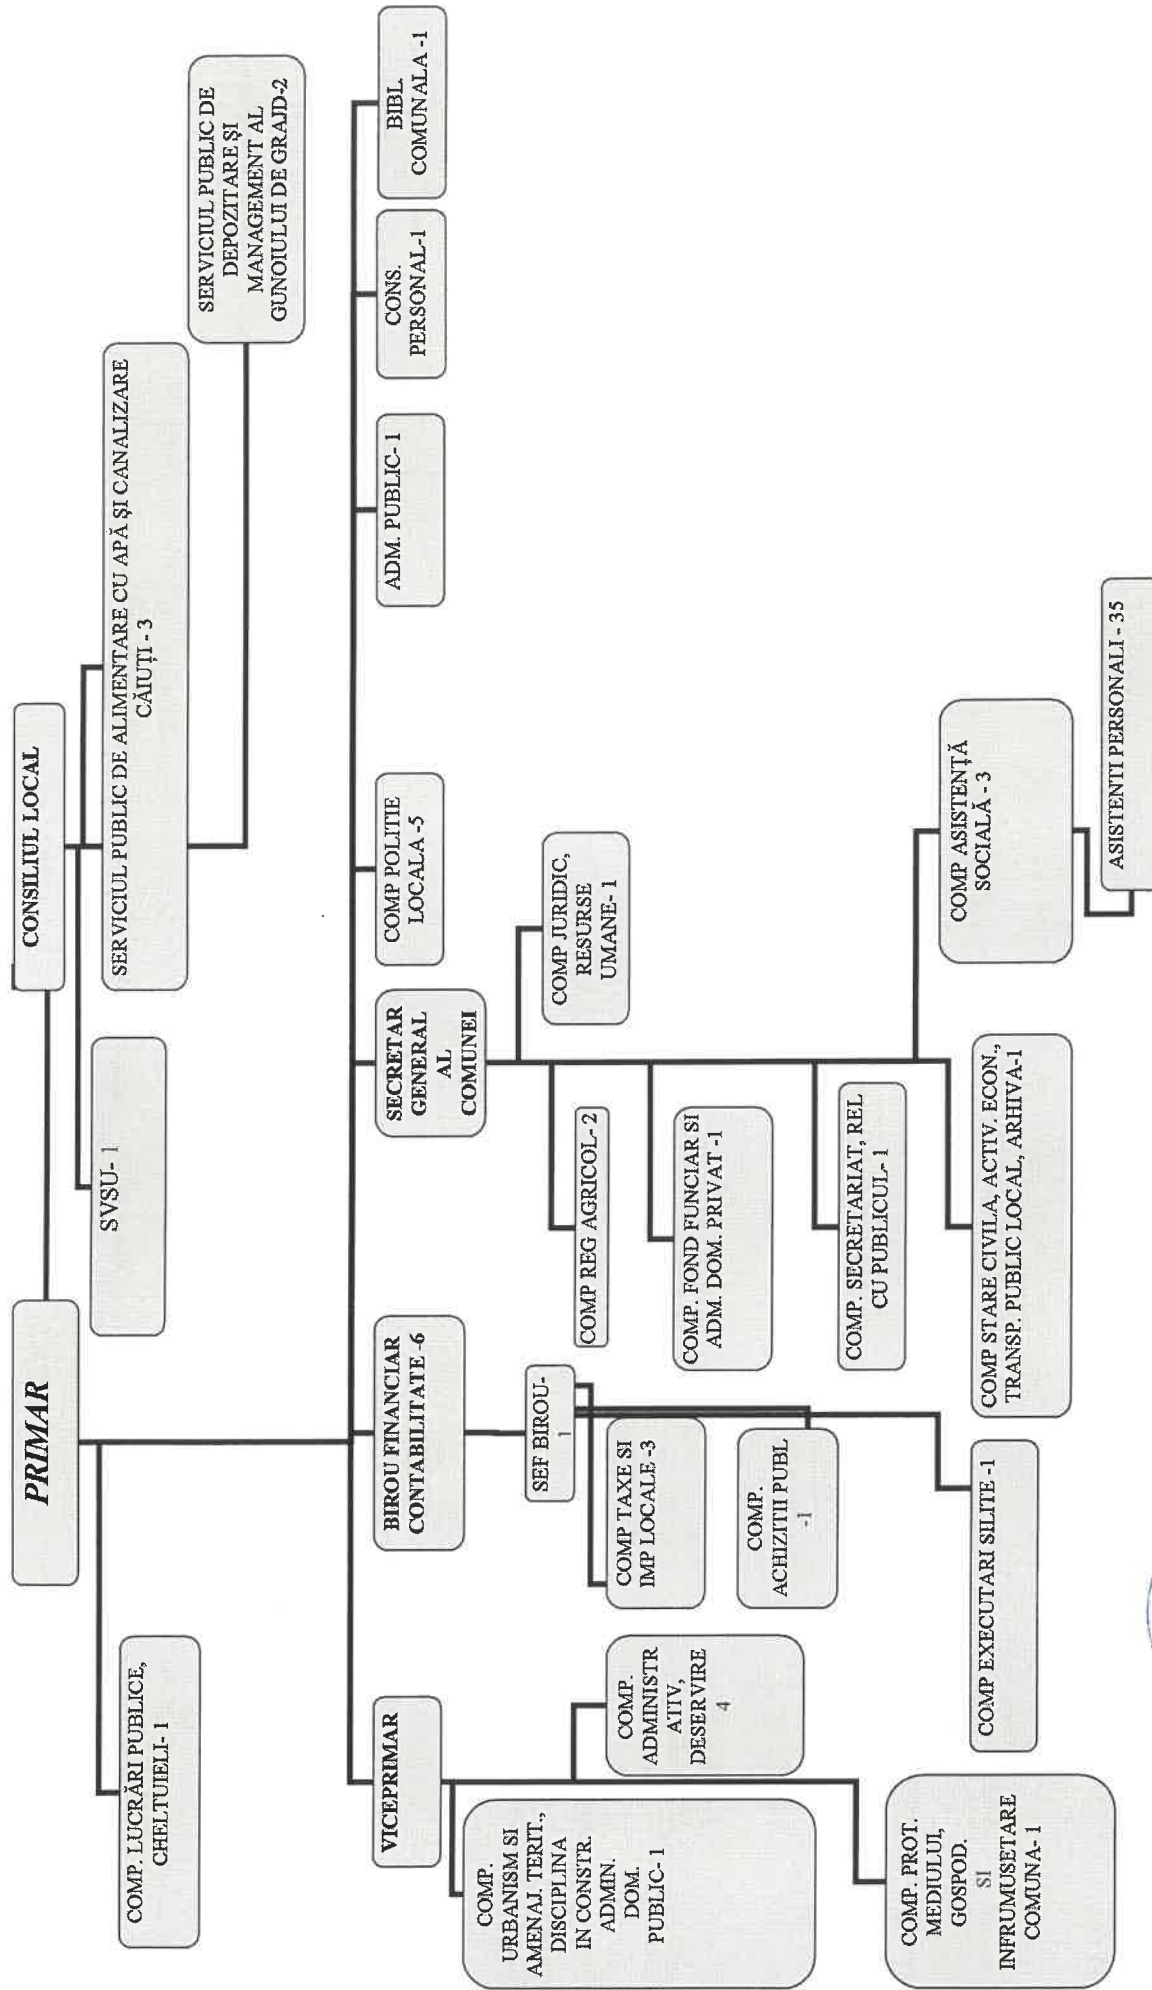 PRIMAR
CONSILIUL LOCAL
COMP. LUCRĂRI PUBLICE,
CHELTUIELI- 1
SVSU- 1
SERVICIUL PUBLIC DE ALIMENTARE CU APĂ ȘI CANALIZARE
CĂIUȚI - 3
SERVICIUL PUBLIC DE
DEPOZITARE ȘI
MANAGEMENT AL
GUNOIULUI DE GRAJD-2
VICEPRIMAR
BIROU FINANCIAR
CONTABILITATE -6
SECRETAR
GENERAL
AL
COMUNEI
COMP POLITIE
LOCALA -5
ADM. PUBLIC- 1
CONS.
PERSONAL-1
BIBL.
COMUNALA -1
COMP.
URBANISM SI
AMENAJ. TERIT.,
DISCIPLINA
IN CONSTR.
ADMIN.
DOM.
PUBLIC- 1
COMP.
ADMINISTR
ATIV,
DESERVIRE
4
COMP. PROT.
MEDIULUI,
GOSPOD.
SI
INFRUMUSETARE
COMUNA- 1
SEF BIROU-
1
COMP TAXE SI
IMP LOCALE -3
COMP.
ACHIZITII PUBL
-1
COMP EXECUTARI SILITE -1
COMP JURIDIC,
RESURSE
UMANE- 1
COMP REG AGRICOL- 2
COMP. FOND FUNCIAR SI
ADM. DOM. PRIVAT -1
COMP. SECRETARIAT, REL
CU PUBLICUL- 1
COMP STARE CIVILA, ACTIV. ECON.,
TRANSP. PUBLIC LOCAL, ARHIVA-1
COMP ASISTENȚĂ
SOCIALĂ - 3
ASISTENTI PERSONALI - 35